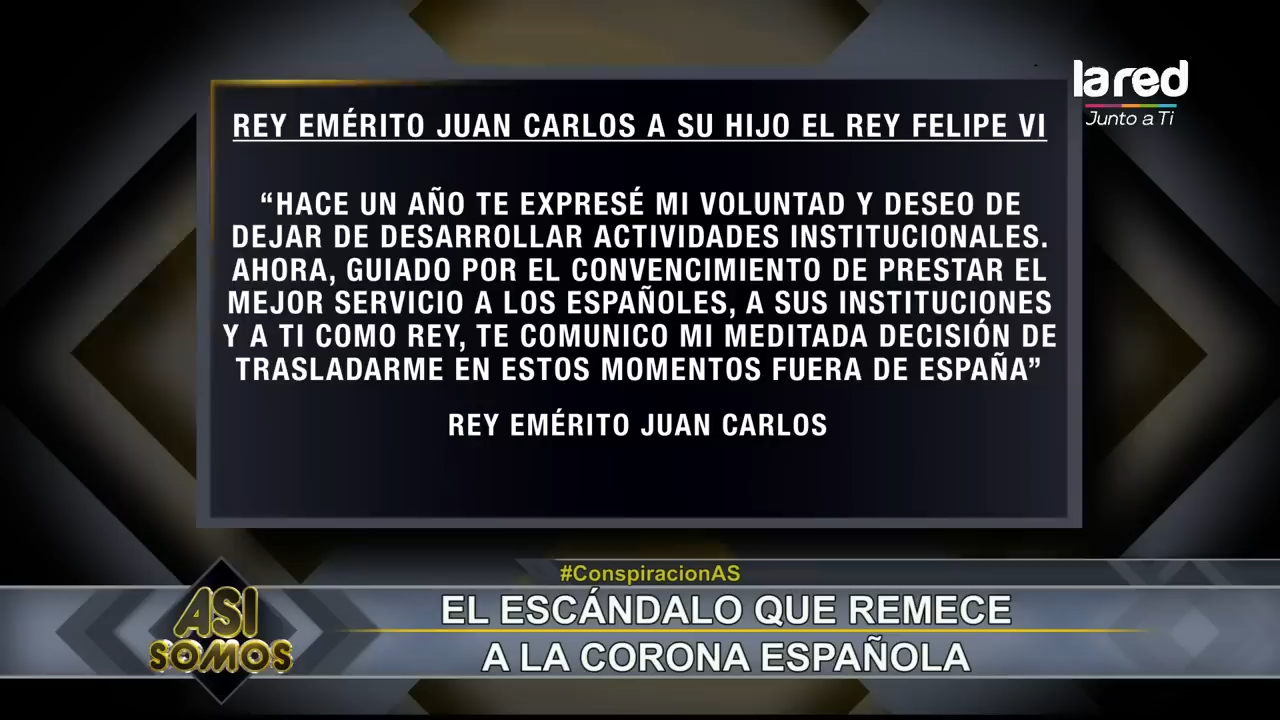 lared
Junto a Ti
REY EMÉRITO JUAN CARLOS A SU HIJO EL REY FELIPE VI
“HACE UN AÑO TE EXPRESÉ MI VOLUNTAD Y DESEO DE
DEJAR DE DESARROLLAR ACTIVIDADES INSTITUCIONALES.
AHORA, GUIADO POR EL CONVENCIMIENTO DE PRESTAR EL
MEJOR SERVICIO A LOS ESPAÑOLES, A SUS INSTITUCIONES
Y A TI COMO REY, TE COMUNICO MI MEDITADA DECISIÓN DE
TRASLADARME EN ESTOS MOMENTOS FUERA DE ESPAÑA”
REY EMÉRITO JUAN CARLOS
#ConspiracionAS
ASI
SOMOS
EL ESCÁNDALO QUE REMECE
A LA CORONA ESPAÑOLA